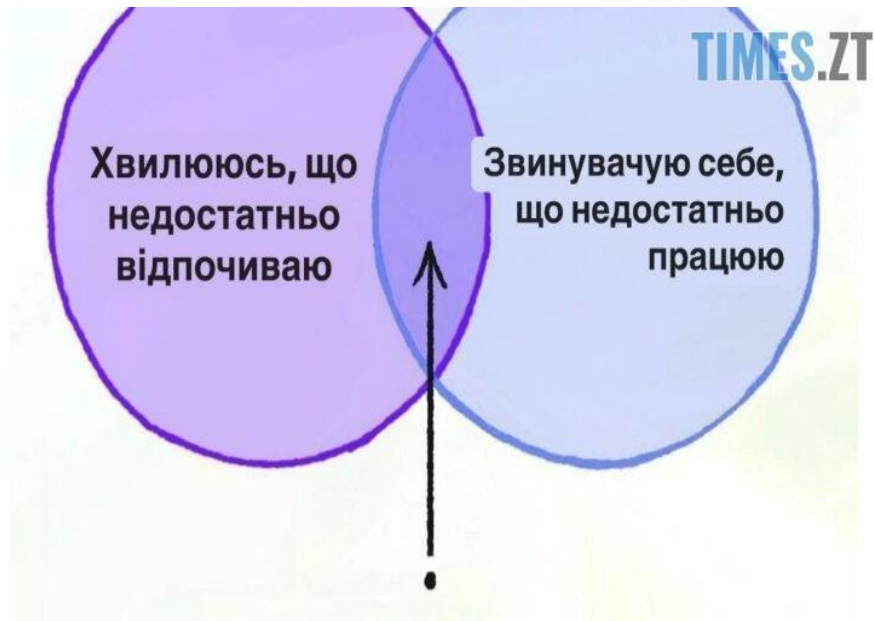 TIMES.ZT
Хвилююсь, що
недостатньо
відпочиваю
Звинувачую себе,
що недостатньо
працюю